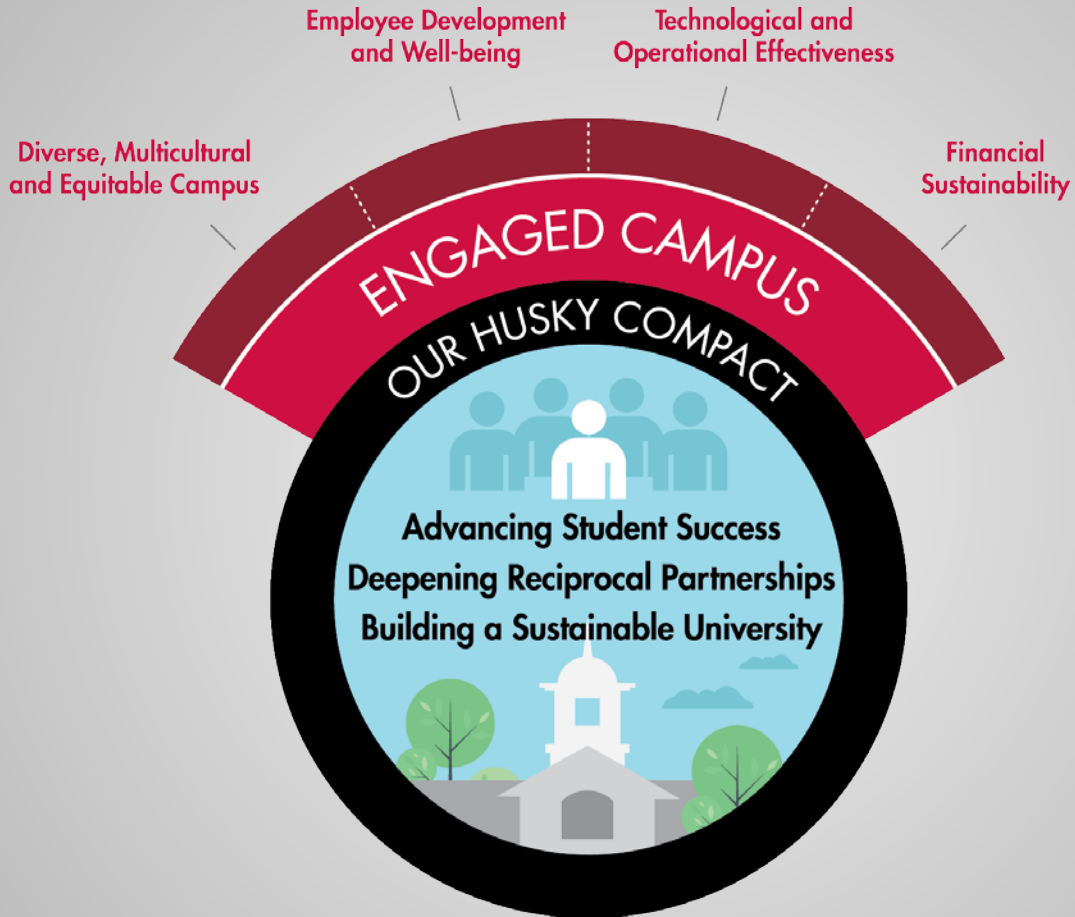 Employee Development
and Well-being
Technological and
Operational Effectiveness
Diverse, Multicultural
and Equitable Campus
Financial
Sustainability
ENGAGED CAMPUS
OUR HUSKY COMPACT
Advancing Student Success
Deepening Reciprocal Partnerships
Building a Sustainable University